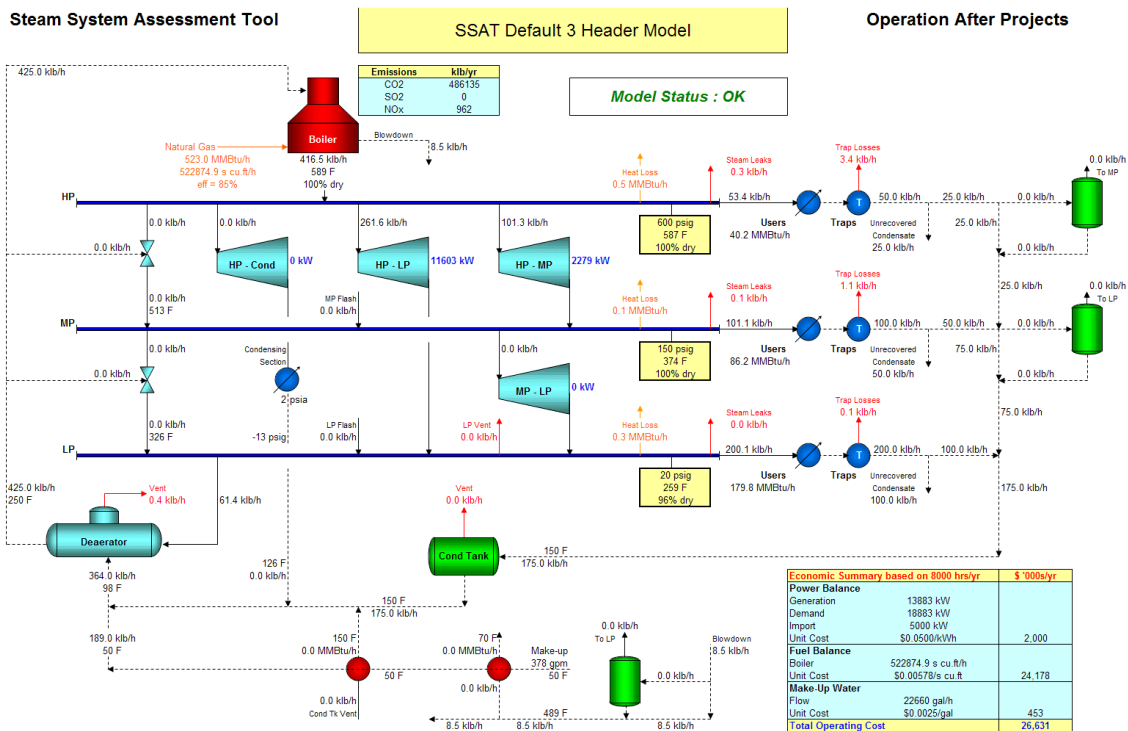 Steam System Assessment Tool
SSAT Default 3 Header Model
Operation After Projects
Emissions klb/yr
CO2 486135
SO2 0
NOx 962
Model Status : OK
425.0 klb/h
Boiler
Blowdown
8.5 klb/h
Natural Gas
523.0 MMBtu/h
522874.9 s cu.ft/h
eff = 85%
416.5 klb/h
589 F
100% dry
HP
Heat Loss
0.5 MMBtu/h
Steam Leaks
0.3 klb/h
Trap Losses
3.4 klb/h
53.4 klb/h
Users
40.2 MMBtu/h
T
Traps
50.0 klb/h
25.0 klb/h
0.0 klb/h
0.0 klb/h
To MP
Unrecovered
Condensate
25.0 klb/h
25.0 klb/h
0.0 klb/h
600 psig
587 F
100% dry
0.0 klb/h
0.0 klb/h
261.6 klb/h
101.3 klb/h
0.0 klb/h
HP - Cond
0 kW
HP - LP
11603 kW
HP - MP
2279 kW
0.0 klb/h
513 F
MP Flash
0.0 klb/h
25.0 klb/h
MP
Heat Loss
0.1 MMBtu/h
Steam Leaks
0.1 klb/h
Trap Losses
1.1 klb/h
101.1 klb/h
Users
86.2 MMBtu/h
T
Traps
100.0 klb/h
50.0 klb/h
0.0 klb/h
0.0 klb/h
To LP
Unrecovered
Condensate
50.0 klb/h
75.0 klb/h
0.0 klb/h
150 psig
374 F
100% dry
0.0 klb/h
0.0 klb/h
0.0 klb/h
Condensing
Section
2 psia
MP - LP
0 kW
0.0 klb/h
326 F
-13 psig
LP Flash
0.0 klb/h
LP Vent
0.0 klb/h
75.0 klb/h
LP
Heat Loss
0.3 MMBtu/h
Steam Leaks
0.0 klb/h
Trap Losses
0.1 klb/h
200.1 klb/h
Users
179.8 MMBtu/h
T
Traps
200.0 klb/h
100.0 klb/h
Unrecovered
Condensate
100.0 klb/h
175.0 klb/h
20 psig
259 F
96% dry
425.0 klb/h
250 F
Vent
0.4 klb/h
61.4 klb/h
Deaerator
Vent
0.0 klb/h
Cond Tank
150 F
175.0 klb/h
364.0 klb/h
98 F
126 F
0.0 klb/h
150 F
175.0 klb/h
189.0 klb/h
50 F
150 F
0.0 MMBtu/h
50 F
70 F
0.0 MMBtu/h
Make-up
378 gpm
50 F
0.0 klb/h
Cond Tk Vent
0.0 klb/h
0.0 klb/h
To LP
Blowdown
8.5 klb/h
0.0 klb/h
489 F
8.5 klb/h
8.5 klb/h
8.5 klb/h
Economic Summary based on 8000 hrs/yr $ '000s/yr
Power Balance
Generation 13883 kW
Demand 18883 kW
Import 5000 kW
Unit Cost $0.0500/kWh 2,000
Fuel Balance
Boiler 522874.9 s cu.ft/h
Unit Cost $0.00578/s cu.ft 24,178
Make-Up Water
Flow 22660 gal/h
Unit Cost $0.0025/gal 453
Total Operating Cost 26,631